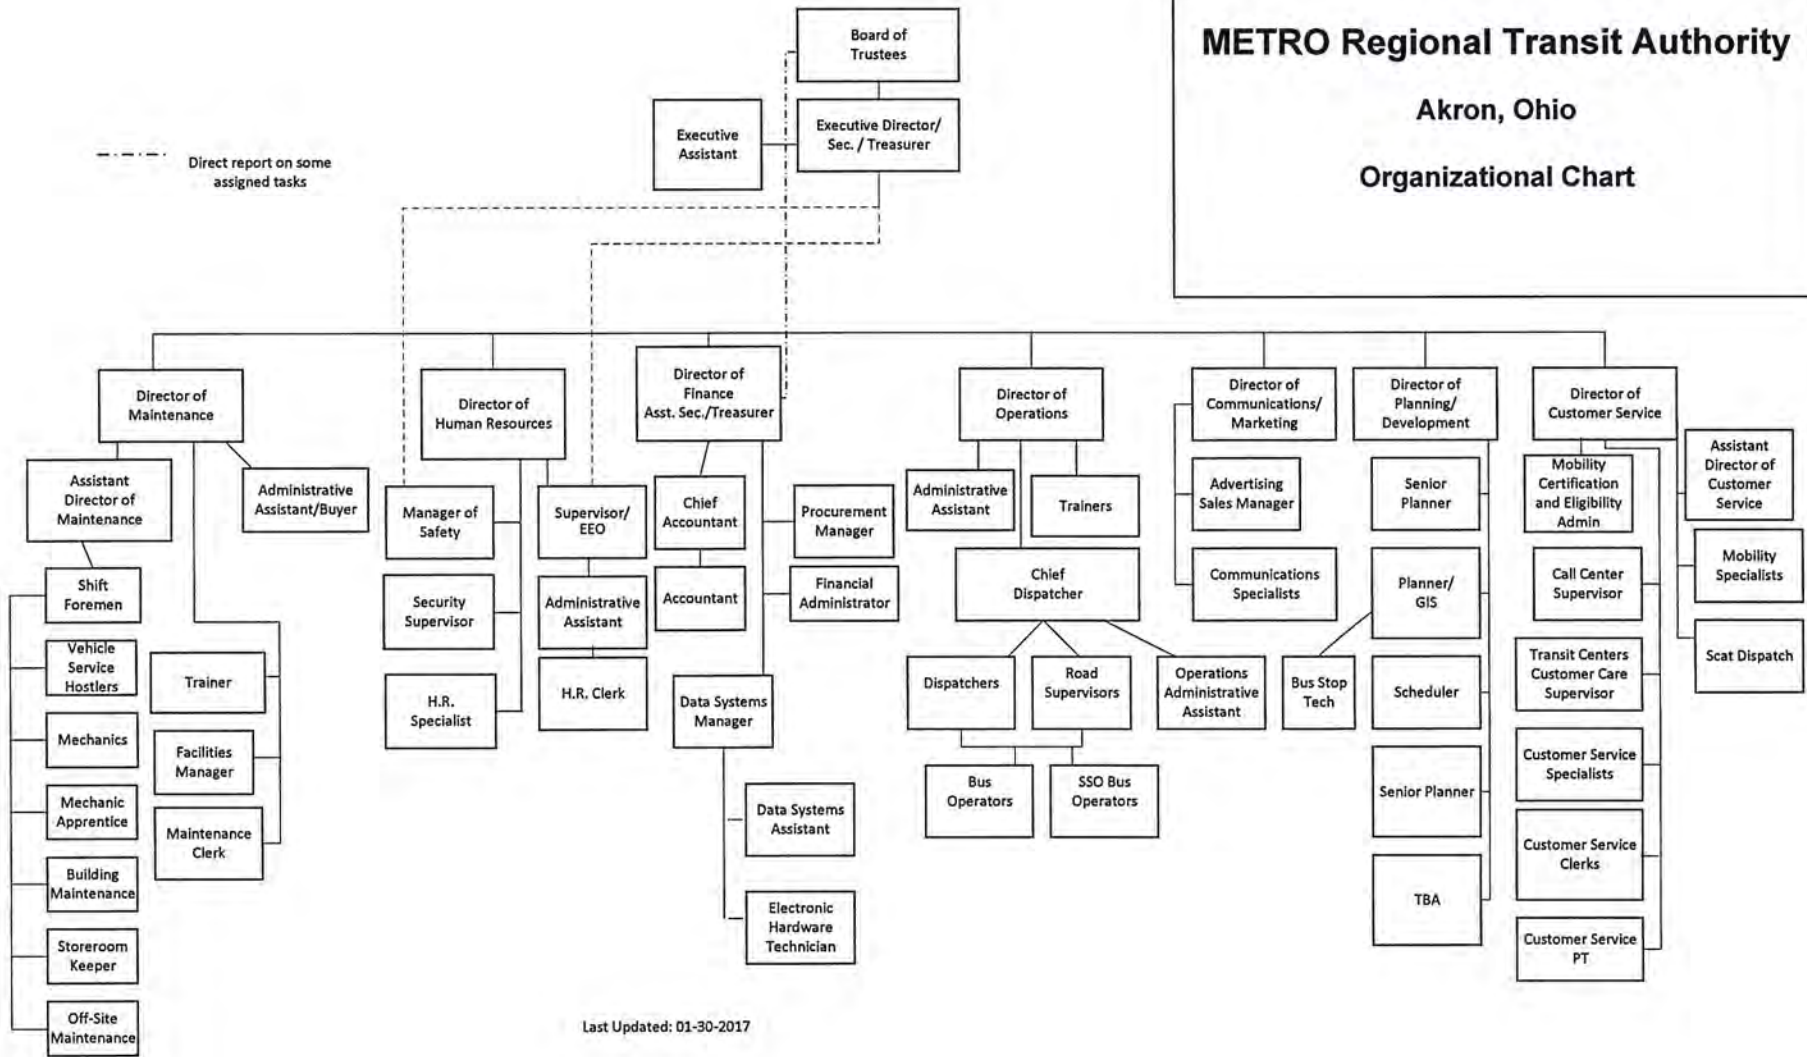 METRO Regional Transit Authority
Akron, Ohio
Organizational Chart
Board of
Trustees
Executive
Assistant
Executive Director/
Sec. / Treasurer
Direct report on some
assigned tasks
Director of
Maintenance
Director of
Human Resources
Director of
Finance
Asst. Sec./Treasurer
Director of
Operations
Director of
Communications/
Marketing
Director of
Planning/
Development
Director of
Customer Service
Assistant
Director of
Maintenance
Administrative
Assistant/Buyer
Shift
Foremen
Vehicle
Service
Hostlers
Mechanics
Mechanic
Apprentice
Building
Maintenance
Storeroom
Keeper
Off-Site
Maintenance
Trainer
Facilities
Manager
Maintenance
Clerk
Manager of
Safety
Security
Supervisor
H.R.
Specialist
Supervisor/
EEO
Administrative
Assistant
H.R. Clerk
Chief
Accountant
Accountant
Procurement
Manager
Financial
Administrator
Data Systems
Manager
Data Systems
Assistant
Electronic
Hardware
Technician
Administrative
Assistant
Trainers
Chief
Dispatcher
Dispatchers
Road
Supervisors
Operations
Administrative
Assistant
Bus
Operators
SSO Bus
Operators
Advertising
Sales Manager
Communications
Specialists
Senior
Planner
Planner/
GIS
Bus Stop
Tech
Scheduler
Senior Planner
TBA
Mobility
Certification
and Eligibility
Admin
Call Center
Supervisor
Transit Centers
Customer Care
Supervisor
Customer Service
Specialists
Customer Service
Clerks
Customer Service
PT
Assistant
Director of
Customer
Service
Mobility
Specialists
Scat Dispatch
Last Updated: 01-30-2017